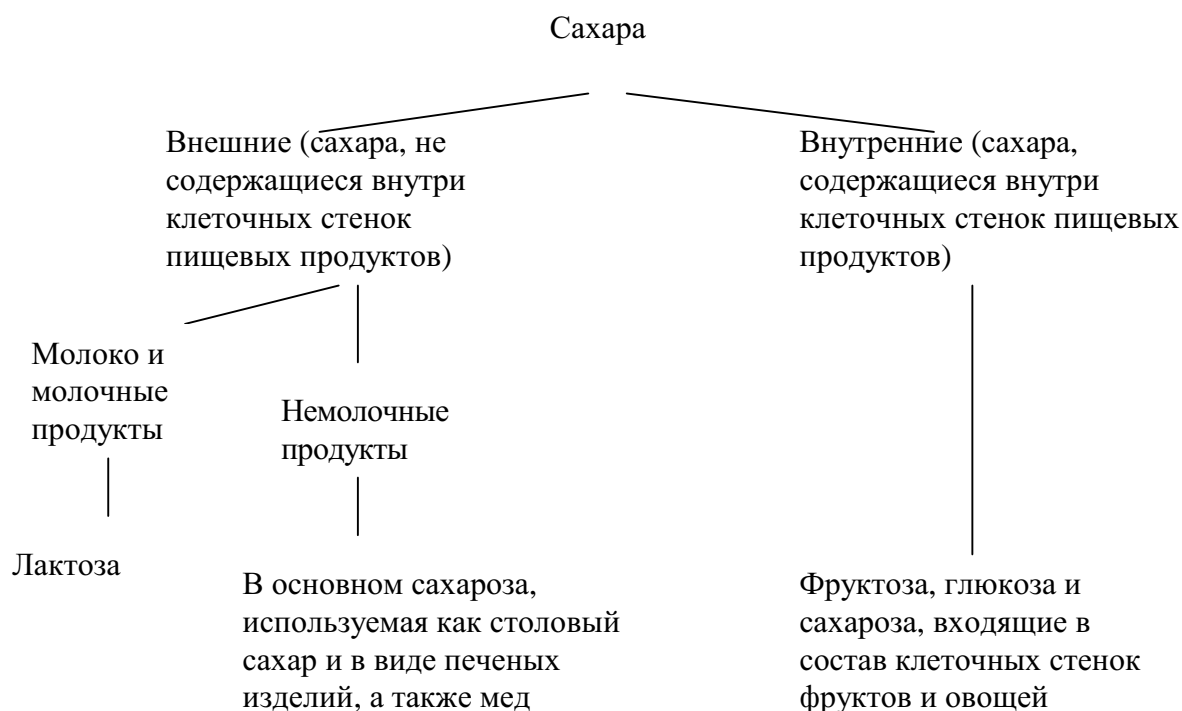 Сахара
Внешние (сахара, не
содержащиеся внутри
клеточных стенок
пищевых продуктов)
Внутренние (сахара,
содержащиеся внутри
клеточных стенок пищевых
продуктов)
Молоко и
молочные
продукты
Немолочные
продукты
Лактоза
В основном сахароза,
используемая как столовый
сахар и в виде печеных
изделий, а также мед
Фруктоза, глюкоза и
сахароза, входящие в
состав клеточных стенок
фруктов и овощей